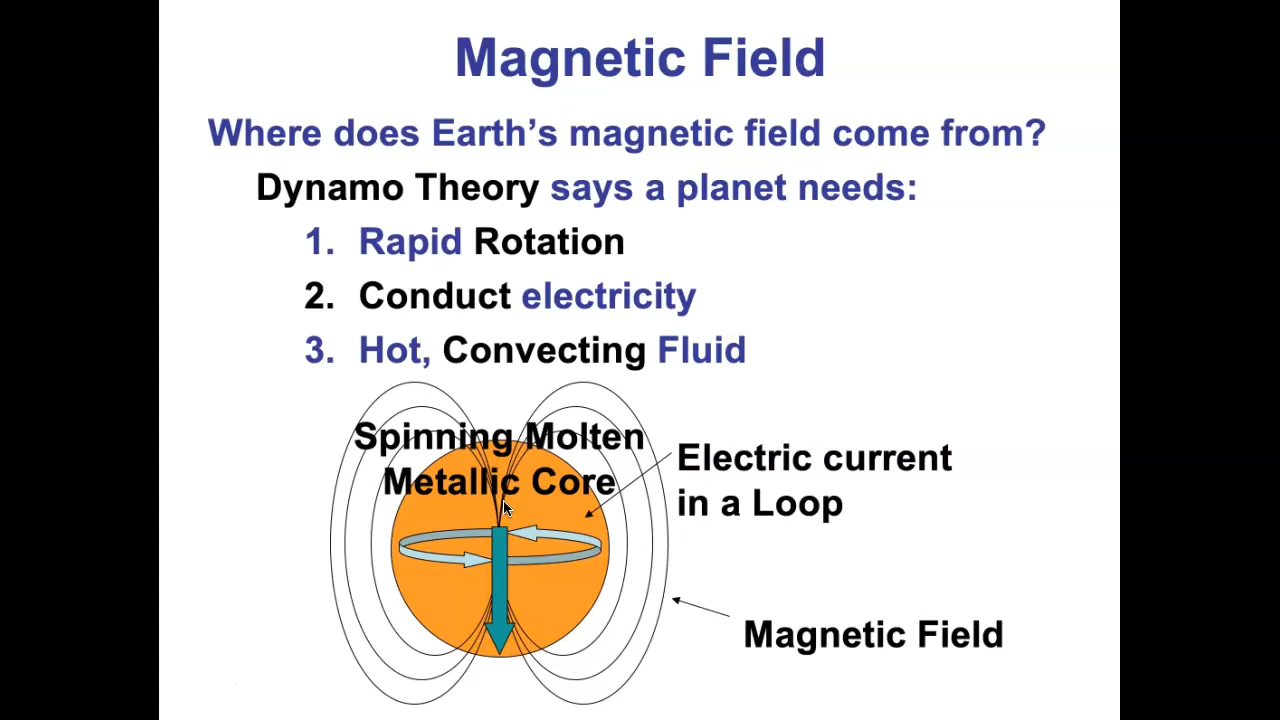 Magnetic Field
Where does Earth's magnetic field come from?
Dynamo Theory says a planet needs:
1. Rapid Rotation
2. Conduct electricity
3. Hot, Convecting Fluid
Spinning Molten
Metallic Core
Electric current
in a Loop
Magnetic Field